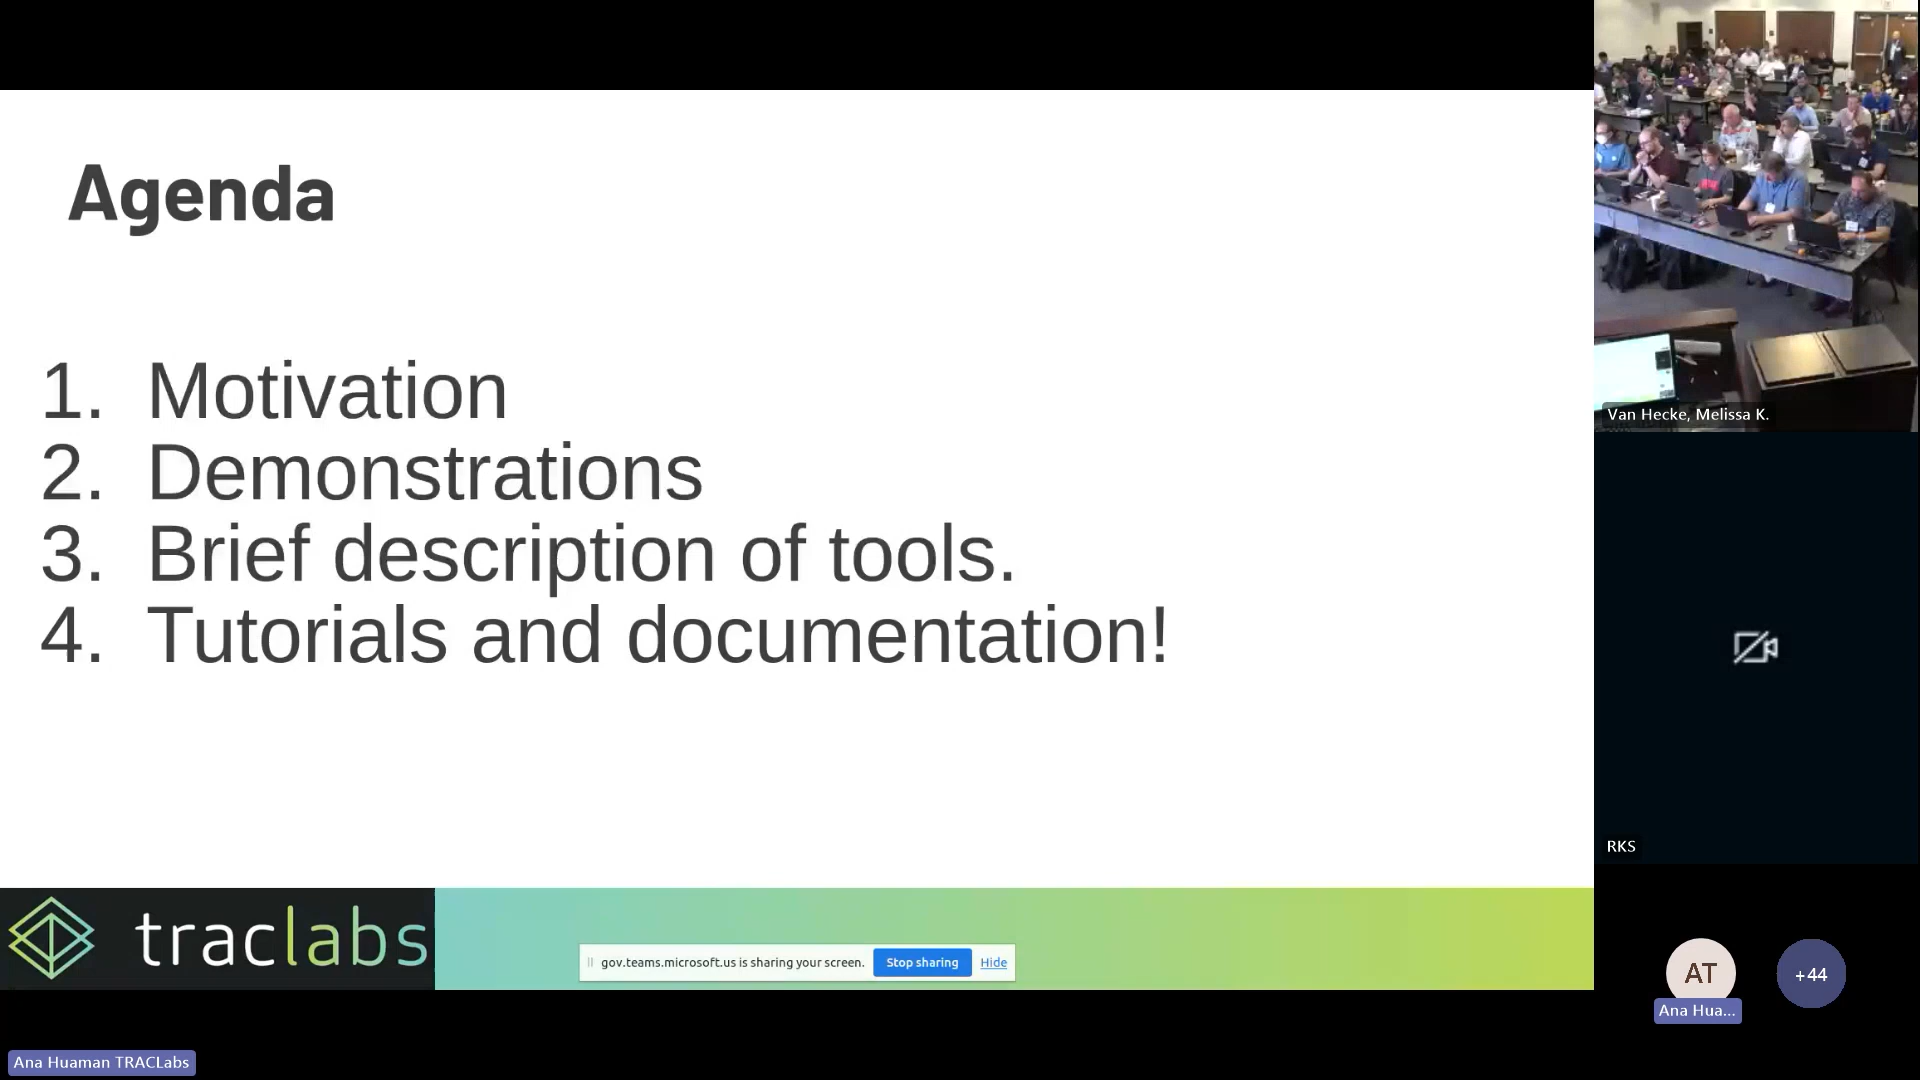 Agenda
1. Motivation
2. Demonstrations
3. Brief description of tools.
4. Tutorials and documentation!
traclabs
gov.teams.microsoft.us is sharing your screen.
Stop sharing
Hide
Ana Huaman TRACLabs
Van Hecke, Melissa K.
RKS
AT
Ana Hua...
+44